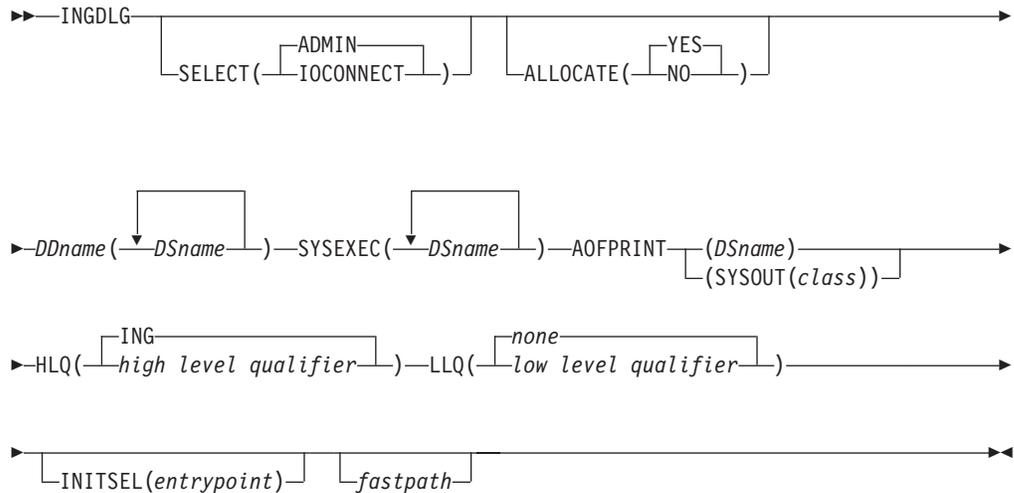 INGDLG
ADMIN YES
SELECT( IOCONNECT ) ALLOCATE( NO )
DDname( DSname ) SYSEXEC( DSname ) AOFPRINT (DSname)
(SYSOUT(class))
ING none
HLQ( high level qualifier ) LLQ( low level qualifier )
INITSEL(entrypoint) fastpath